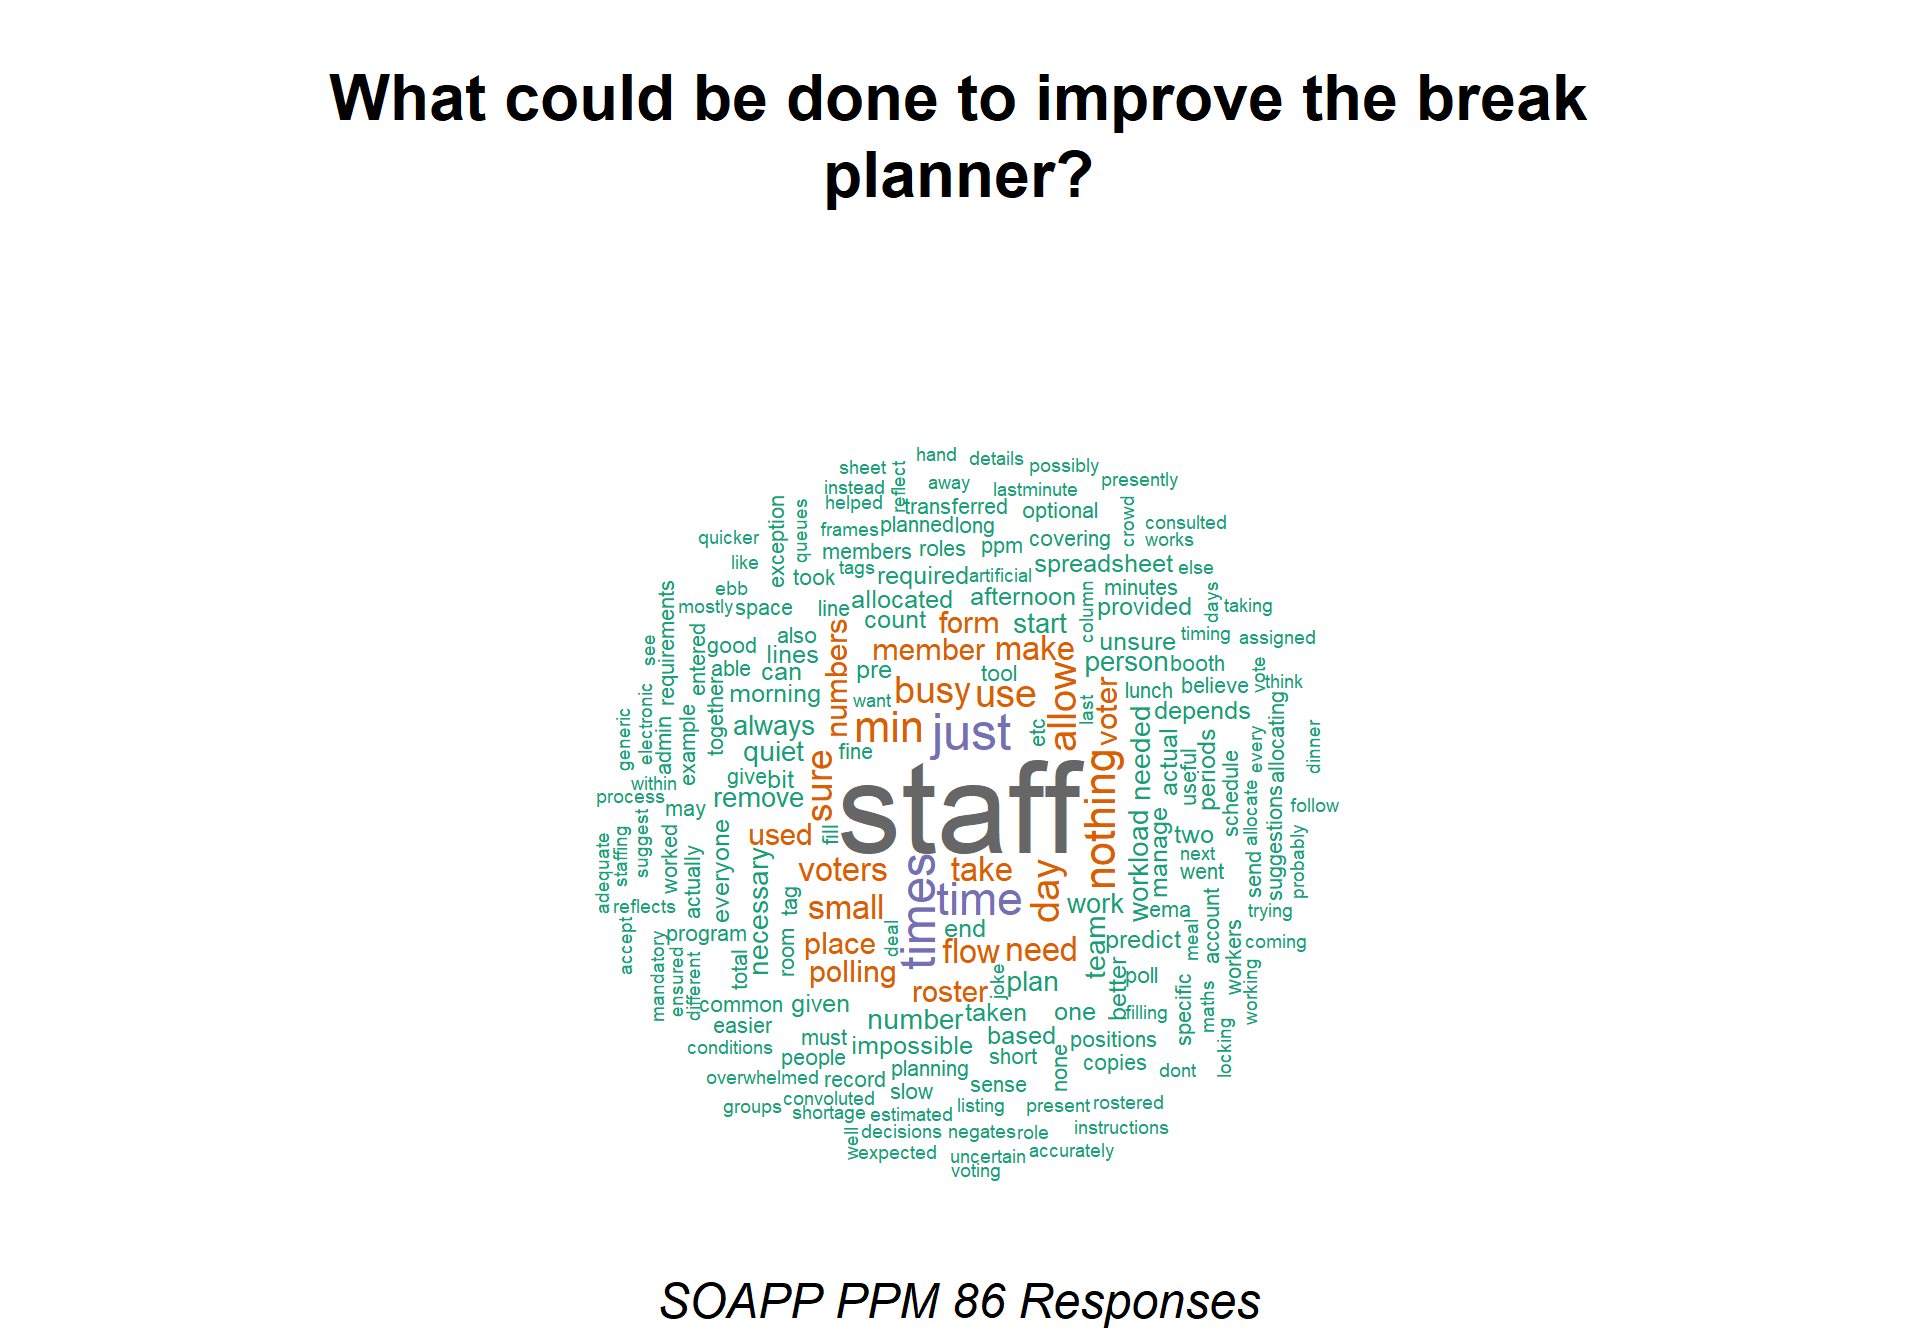 What could be done to improve the break
planner?
hand details possibly
sheet reflect presently
instead away lastminute
helped transferred optional
exception queues frames planned long crowd consulted
quicker members roles ppm covering works
like took tags required artificial spreadsheet else
ebb allocated afternoon column minutes days
mostly space line count form start provided taking
requirements numbers member make unsure timing assigned
see entered good also lines pre tool person booth vote
able can want busy use allow last voter lunch believe think
together morning min just etc needed depends
generic electronic admin example always quiet fine actual useful periods schedule every allocating dinner
within give bit sure staff nothing
process may remove workload manage allocate suggestions follow
adequate staffing suggest worked actually everyone used fill two probably
necessary voters take day next
tag small times time work went send
reflects ema trying
accept program room place deal end flow need team predict meal account workers coming
mandatory ensured different total polling joke plan better poll working
common given roster specific maths
easier number taken one filling locking
conditions must impossible based positions
people planning short none copies
overwhelmed record slow sense dont
groups convoluted shortage estimated listing present rostered
well decisions negates role instructions
expected uncertain accurately
voting
SOAPP PPM 86 Responses